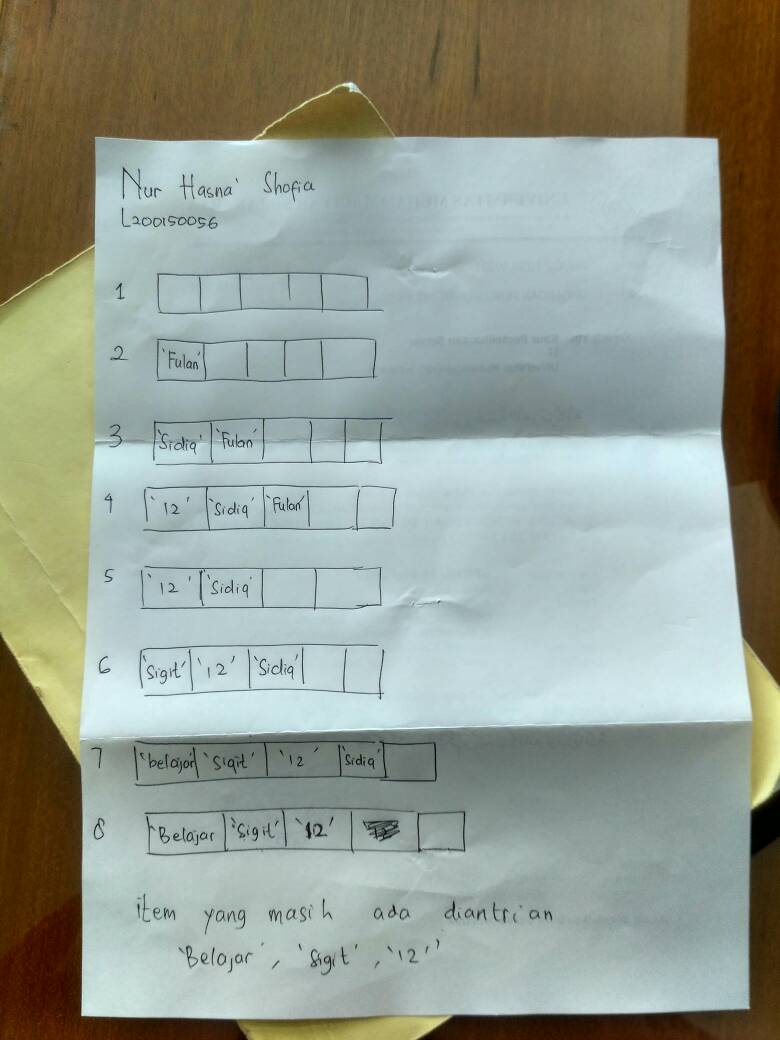 Nur Hasna' Shofia
L200150056
1
2 'Fulan'
3 'Sidiq' 'Fulan'
4 '12' 'Sidiq' 'Fulan'
5 '12' 'Sidiq
6 'Sigit' '12' 'Sidiq'
7 'belajar 'Sigit' '12' 'Sidiq'
8 'Belajar 'Sigit' '12'
item yang masih ada diantrian
'Belajar', 'Sigit', '12'